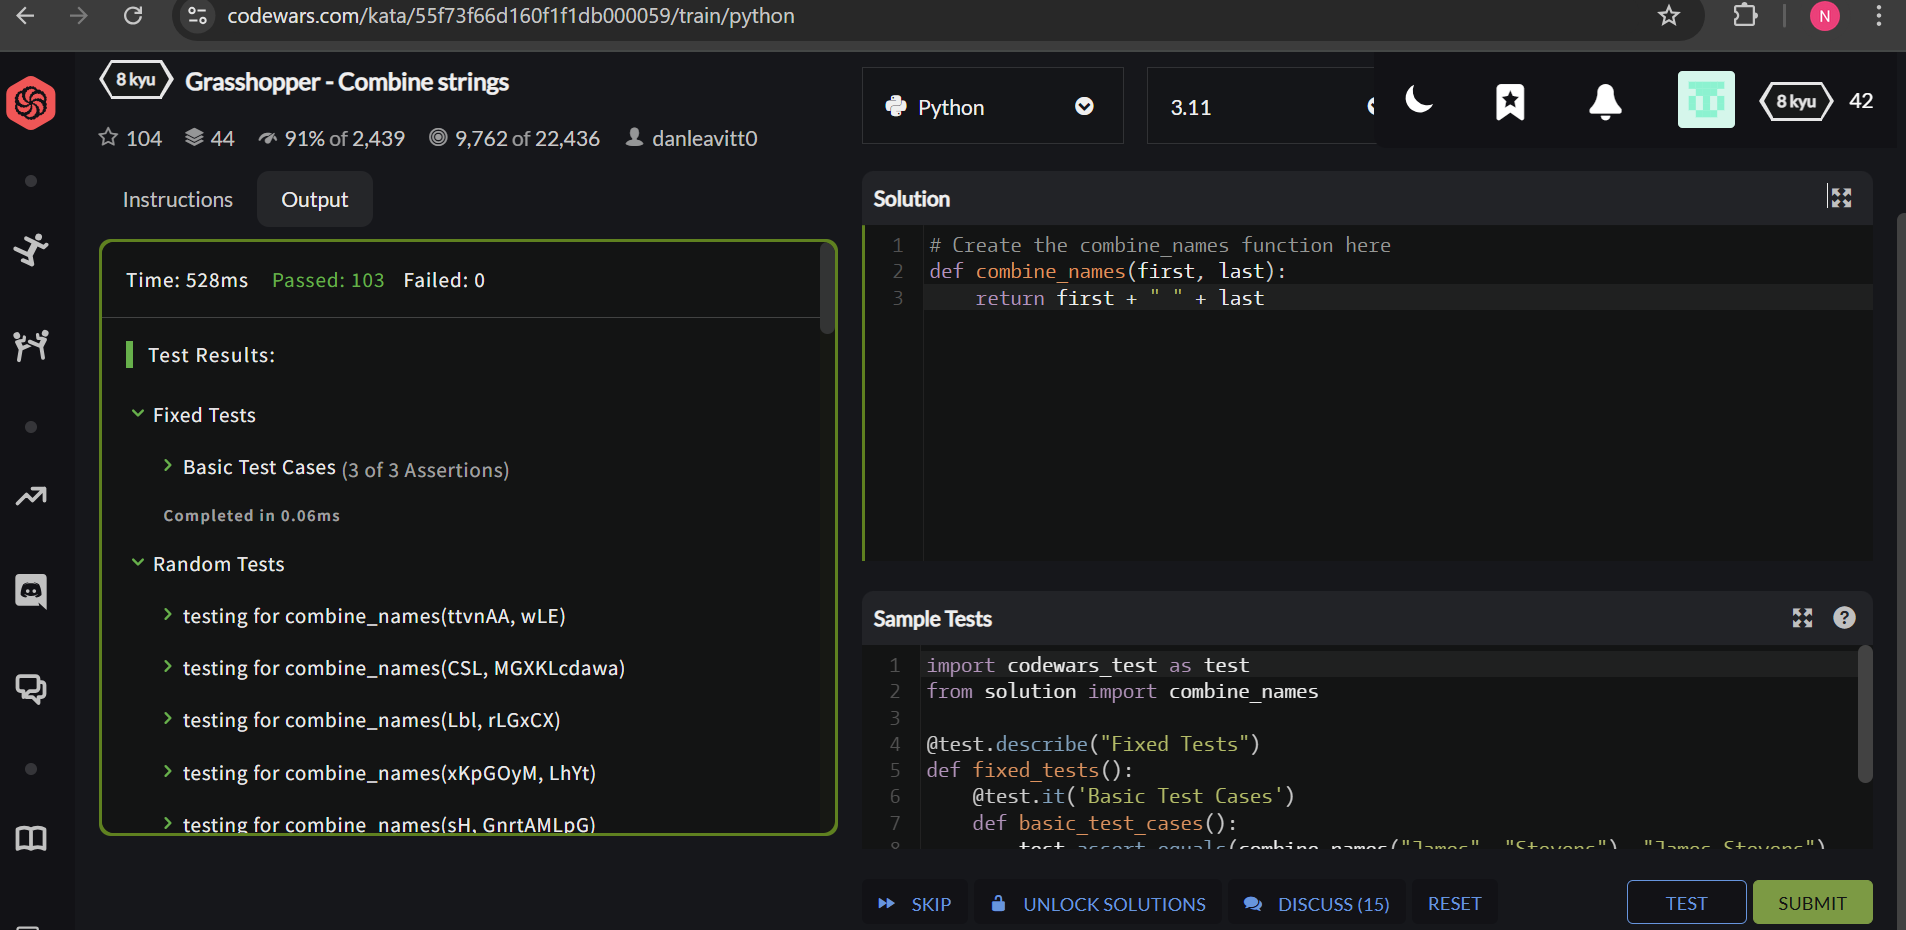 codewars.com/kata/55f73f66d160f1f1db000059/train/python
N
8 kyu Grasshopper - Combine strings
104 44 91% of 2,439 9,762 of 22,436 danleavitt0
Python
3.11
8 kyu 42
Instructions Output
Time: 528ms Passed: 103 Failed: 0
Test Results:
Fixed Tests
Basic Test Cases (3 of 3 Assertions)
Completed in 0.06ms
Random Tests
testing for combine_names(ttvnAA, wLE)
testing for combine_names(CSL, MGXKLcdawa)
testing for combine_names(Lbl, rLGxCX)
testing for combine_names(xKpGOyM, LhYt)
testing for combine_names(sH, GnrtAMLpG)
Solution
1 # Create the combine_names function here
2 def combine_names(first, last):
3 return first + " " + last
Sample Tests
?
1 import codewars_test as test
2 from solution import combine_names
3
4 @test.describe("Fixed Tests")
5 def fixed_tests():
6 @test.it('Basic Test Cases')
7 def basic_test_cases():
8 test.assert_equals(combine_names("James", "Stevens"), "James Stevens")
SKIP UNLOCK SOLUTIONS DISCUSS (15) RESET TEST SUBMIT